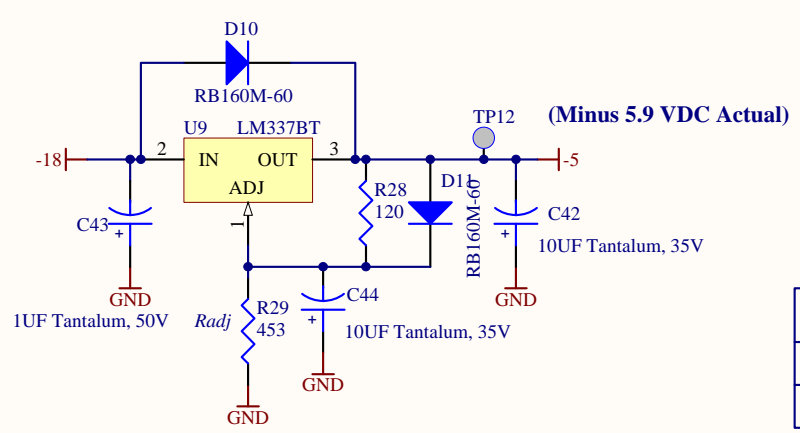 D10
RB160M-60
U9 LM337BT
TP12
(Minus 5.9 VDC Actual)
-18
2
IN OUT
3
-5
ADJ
1
R28
120
D11
RB160M-60
C43
+
C42
+
10UF Tantalum, 35V
GND
1UF Tantalum, 50V
Radj
R29
453
C44
+
10UF Tantalum, 35V
GND
GND
GND